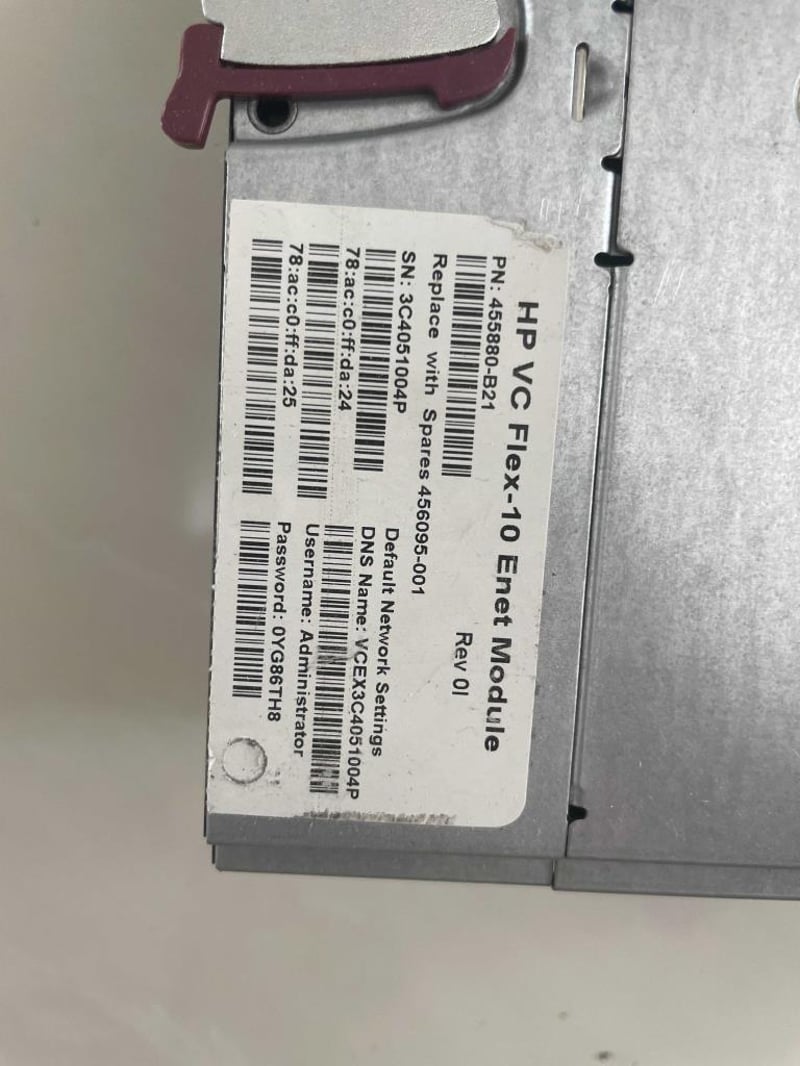 HP VC Flex-10 Enet Module
PN: 455880-B21
Rev 0I
Replace with Spares 456095-001
SN: 3C4051004P
78:ac:c0:ff:da:24
78:ac:c0:ff:da:25
Default Network Settings
DNS Name: VCEX3C4051004P
Username: Administrator
Password: 0YG86TH8